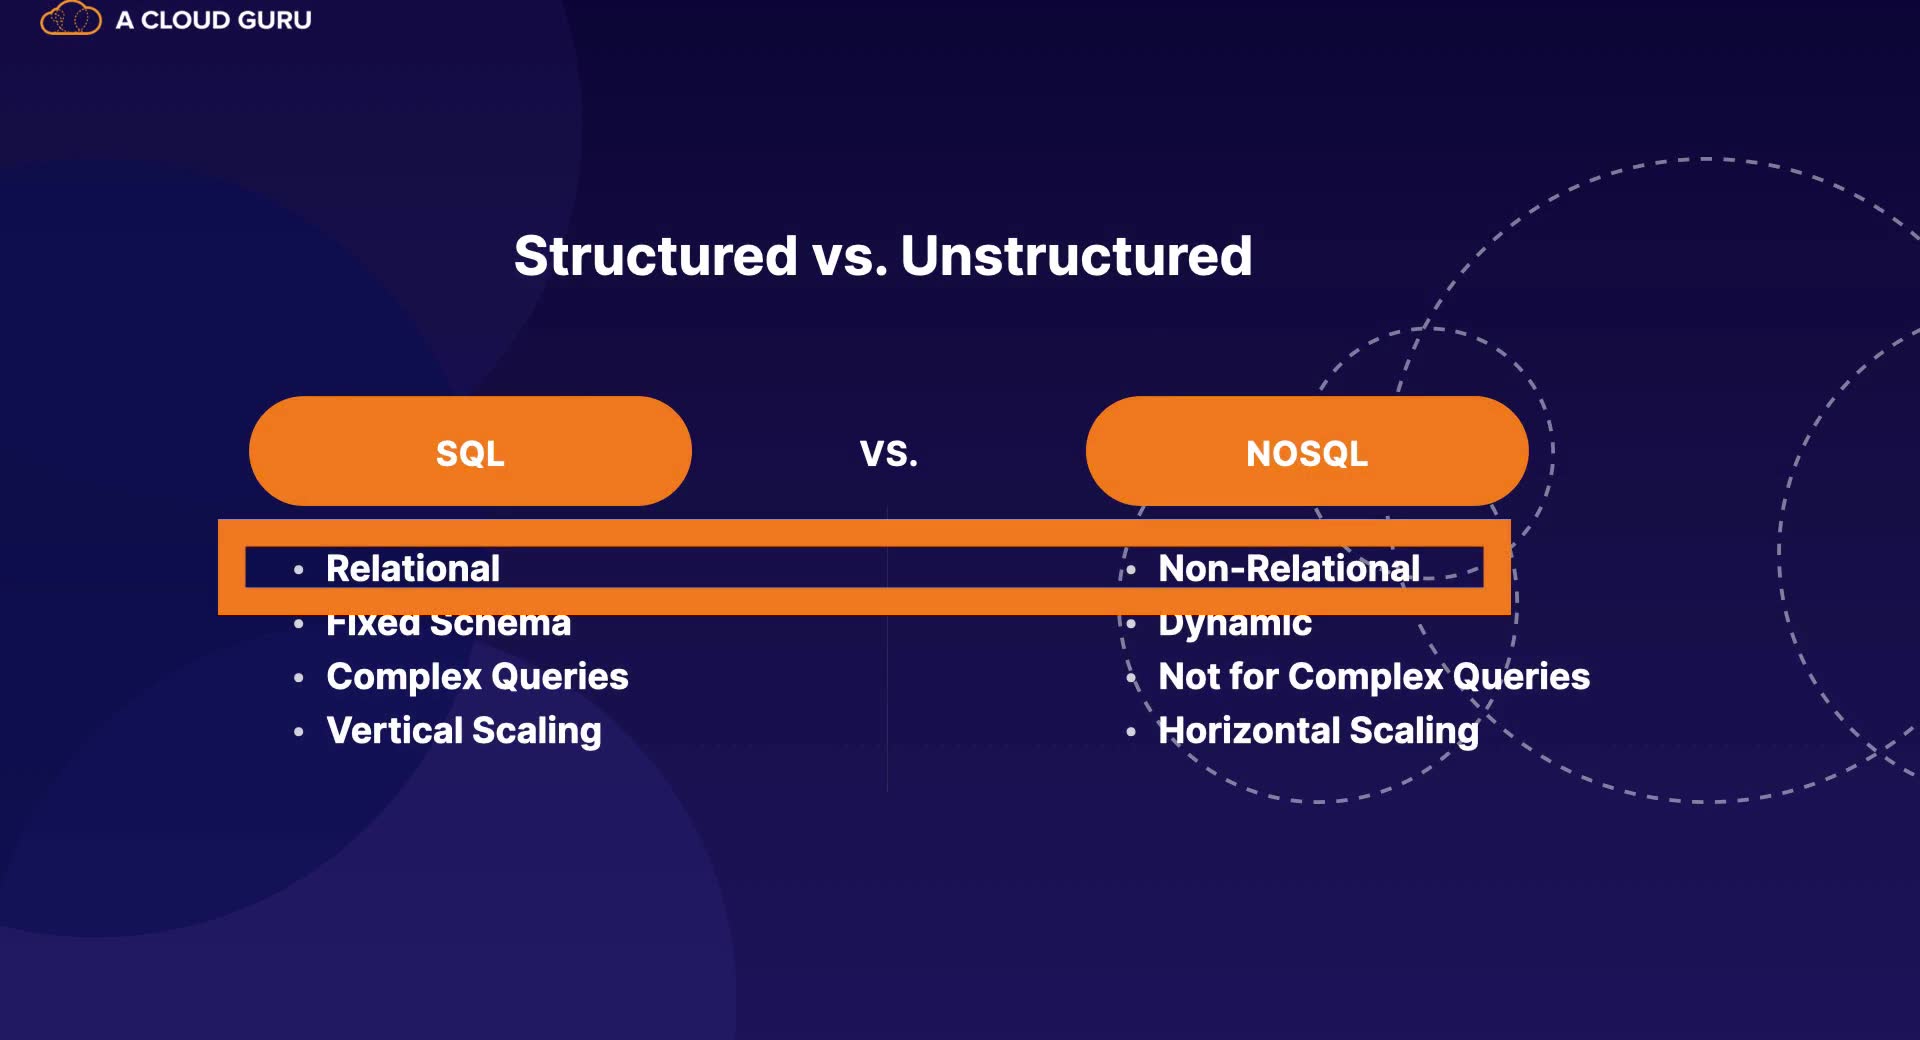 A CLOUD GURU
Structured vs. Unstructured
SQL
VS.
NOSQL
• Relational
• Fixed Schema
• Complex Queries
• Vertical Scaling
• Non-Relational
• Dynamic
• Not for Complex Queries
• Horizontal Scaling